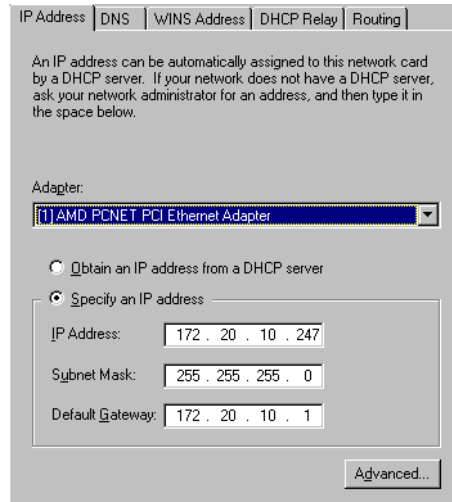 IP Address DNS WINS Address DHCP Relay Routing
An IP address can be automatically assigned to this network card
by a DHCP server. If your network does not have a DHCP server,
ask your network administrator for an address, and then type it in
the space below.
Adapter:
[1] AMD PCNET PCI Ethernet Adapter
Obtain an IP address from a DHCP server
Specify an IP address
IP Address: 172 . 20 . 10 . 247
Subnet Mask: 255 . 255 . 255 . 0
Default Gateway: 172 . 20 . 10 . 1
Advanced...